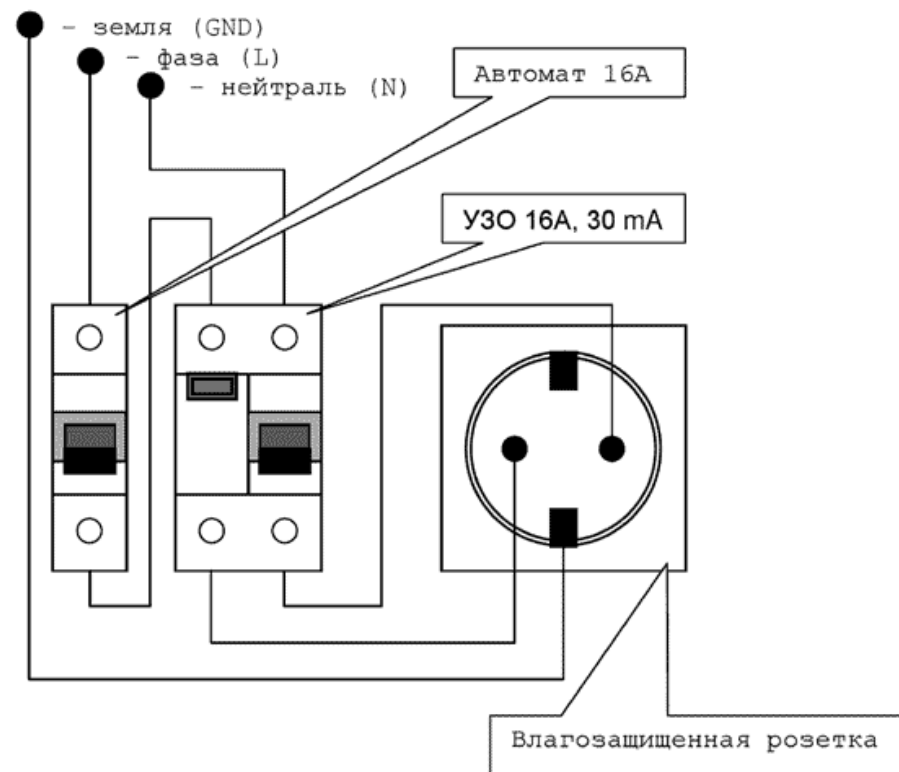 – земля (GND)
– фаза (L)
– нейтраль (N)
Автомат 16А
УЗО 16А, 30 mA
Влагозащищенная розетка